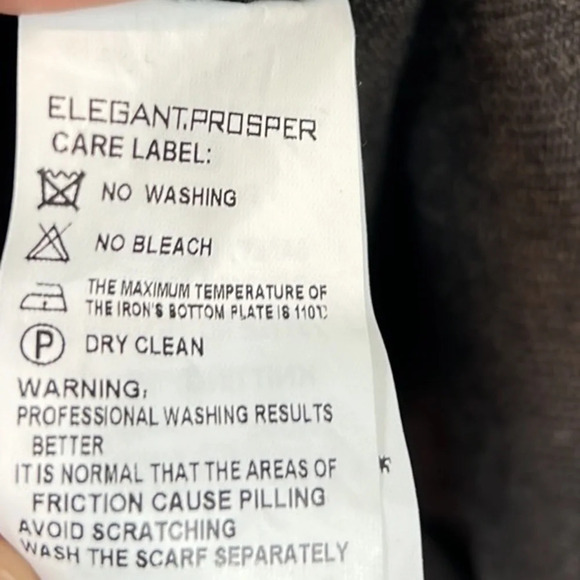 ELEGANT.PROSPER
CARE LABEL:
NO WASHING
NO BLEACH
THE MAXIMUM TEMPERATURE OF
THE IRON'S BOTTOM PLATE IS 110℃
P DRY CLEAN
WARNING,
PROFESSIONAL WASHING RESULTS
BETTER
IT IS NORMAL THAT THE AREAS OF
FRICTION CAUSE PILLING
AVOID SCRATCHING
WASH THE SCARF SEPARATELY